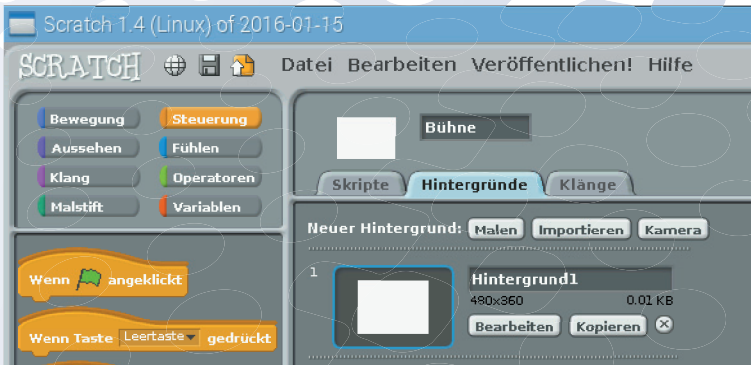 Scratch 1.4 (Linux) of 2016-01-15
SCRATCH Datei Bearbeiten Veröffentlichen! Hilfe
Bewegung Steuerung
Aussehen Fühlen
Klang Operatoren
Malstift Variablen
Wenn angeklickt
Wenn Taste Leertaste gedrückt
Bühne
Skripte Hintergründe Klänge
Neuer Hintergrund: Malen Importieren Kamera
1 Hintergrund1
480x360 0.01 KB
Bearbeiten Kopieren